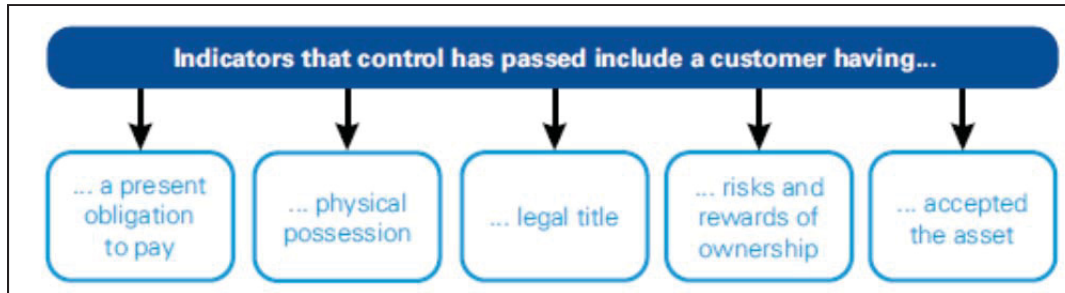 Indicators that control has passed include a customer having...
... a present
obligation
to pay
... physical
possession
... legal title
... risks and
rewards of
ownership
... accepted
the asset